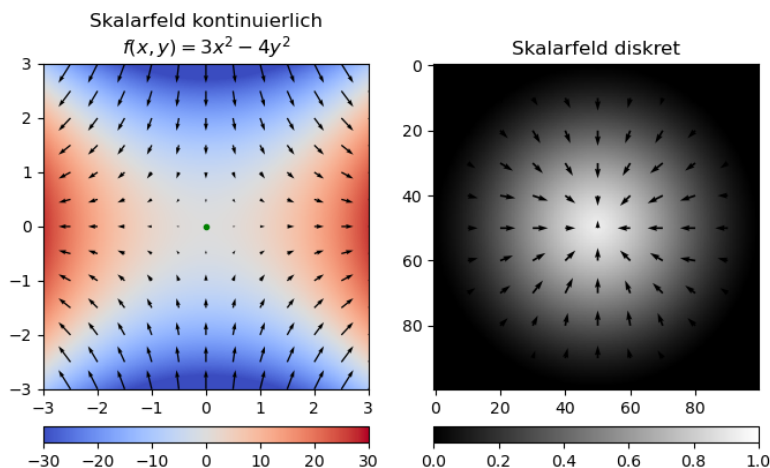 Skalarfeld kontinuierlich
f(x, y) = 3x² − 4y²
3
2
1
0
−1
−2
−3
−3 −2 −1 0 1 2 3
−30 −20 −10 0 10 20 30
Skalarfeld diskret
0
20
40
60
80
0 20 40 60 80
0.0 0.2 0.4 0.6 0.8 1.0